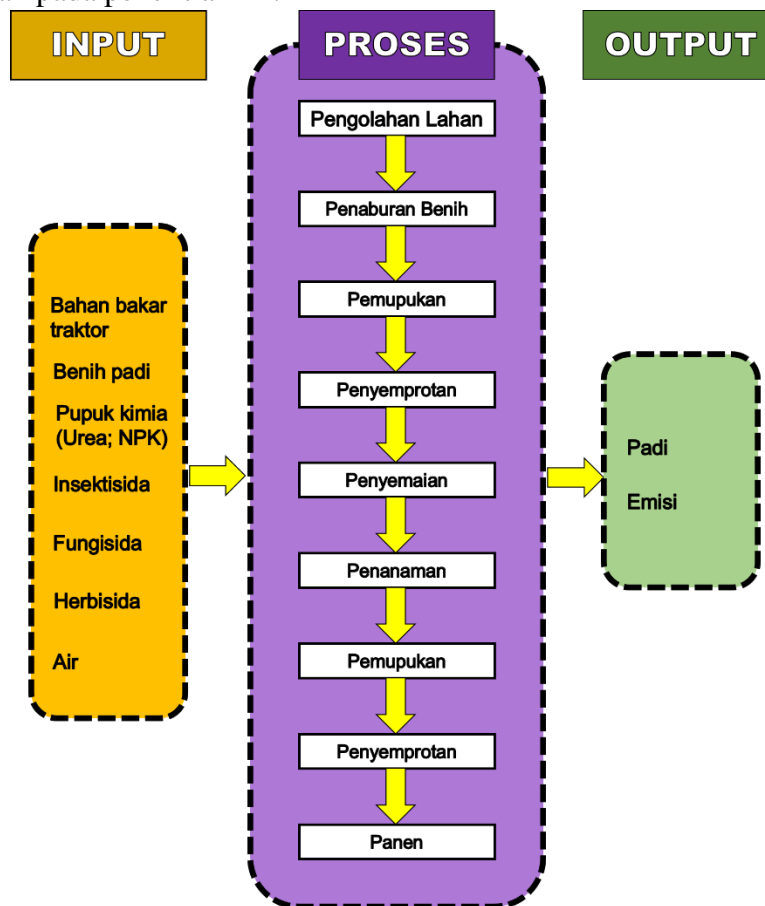 INPUT
PROSES
OUTPUT
Bahan bakar
traktor
Benih padi
Pupuk kimia
(Urea; NPK)
Insektisida
Fungisida
Herbisida
Air
Pengolahan Lahan
Penaburan Benih
Pemupukan
Penyemprotan
Penyemaian
Penanaman
Pemupukan
Penyemprotan
Panen
Padi
Emisi